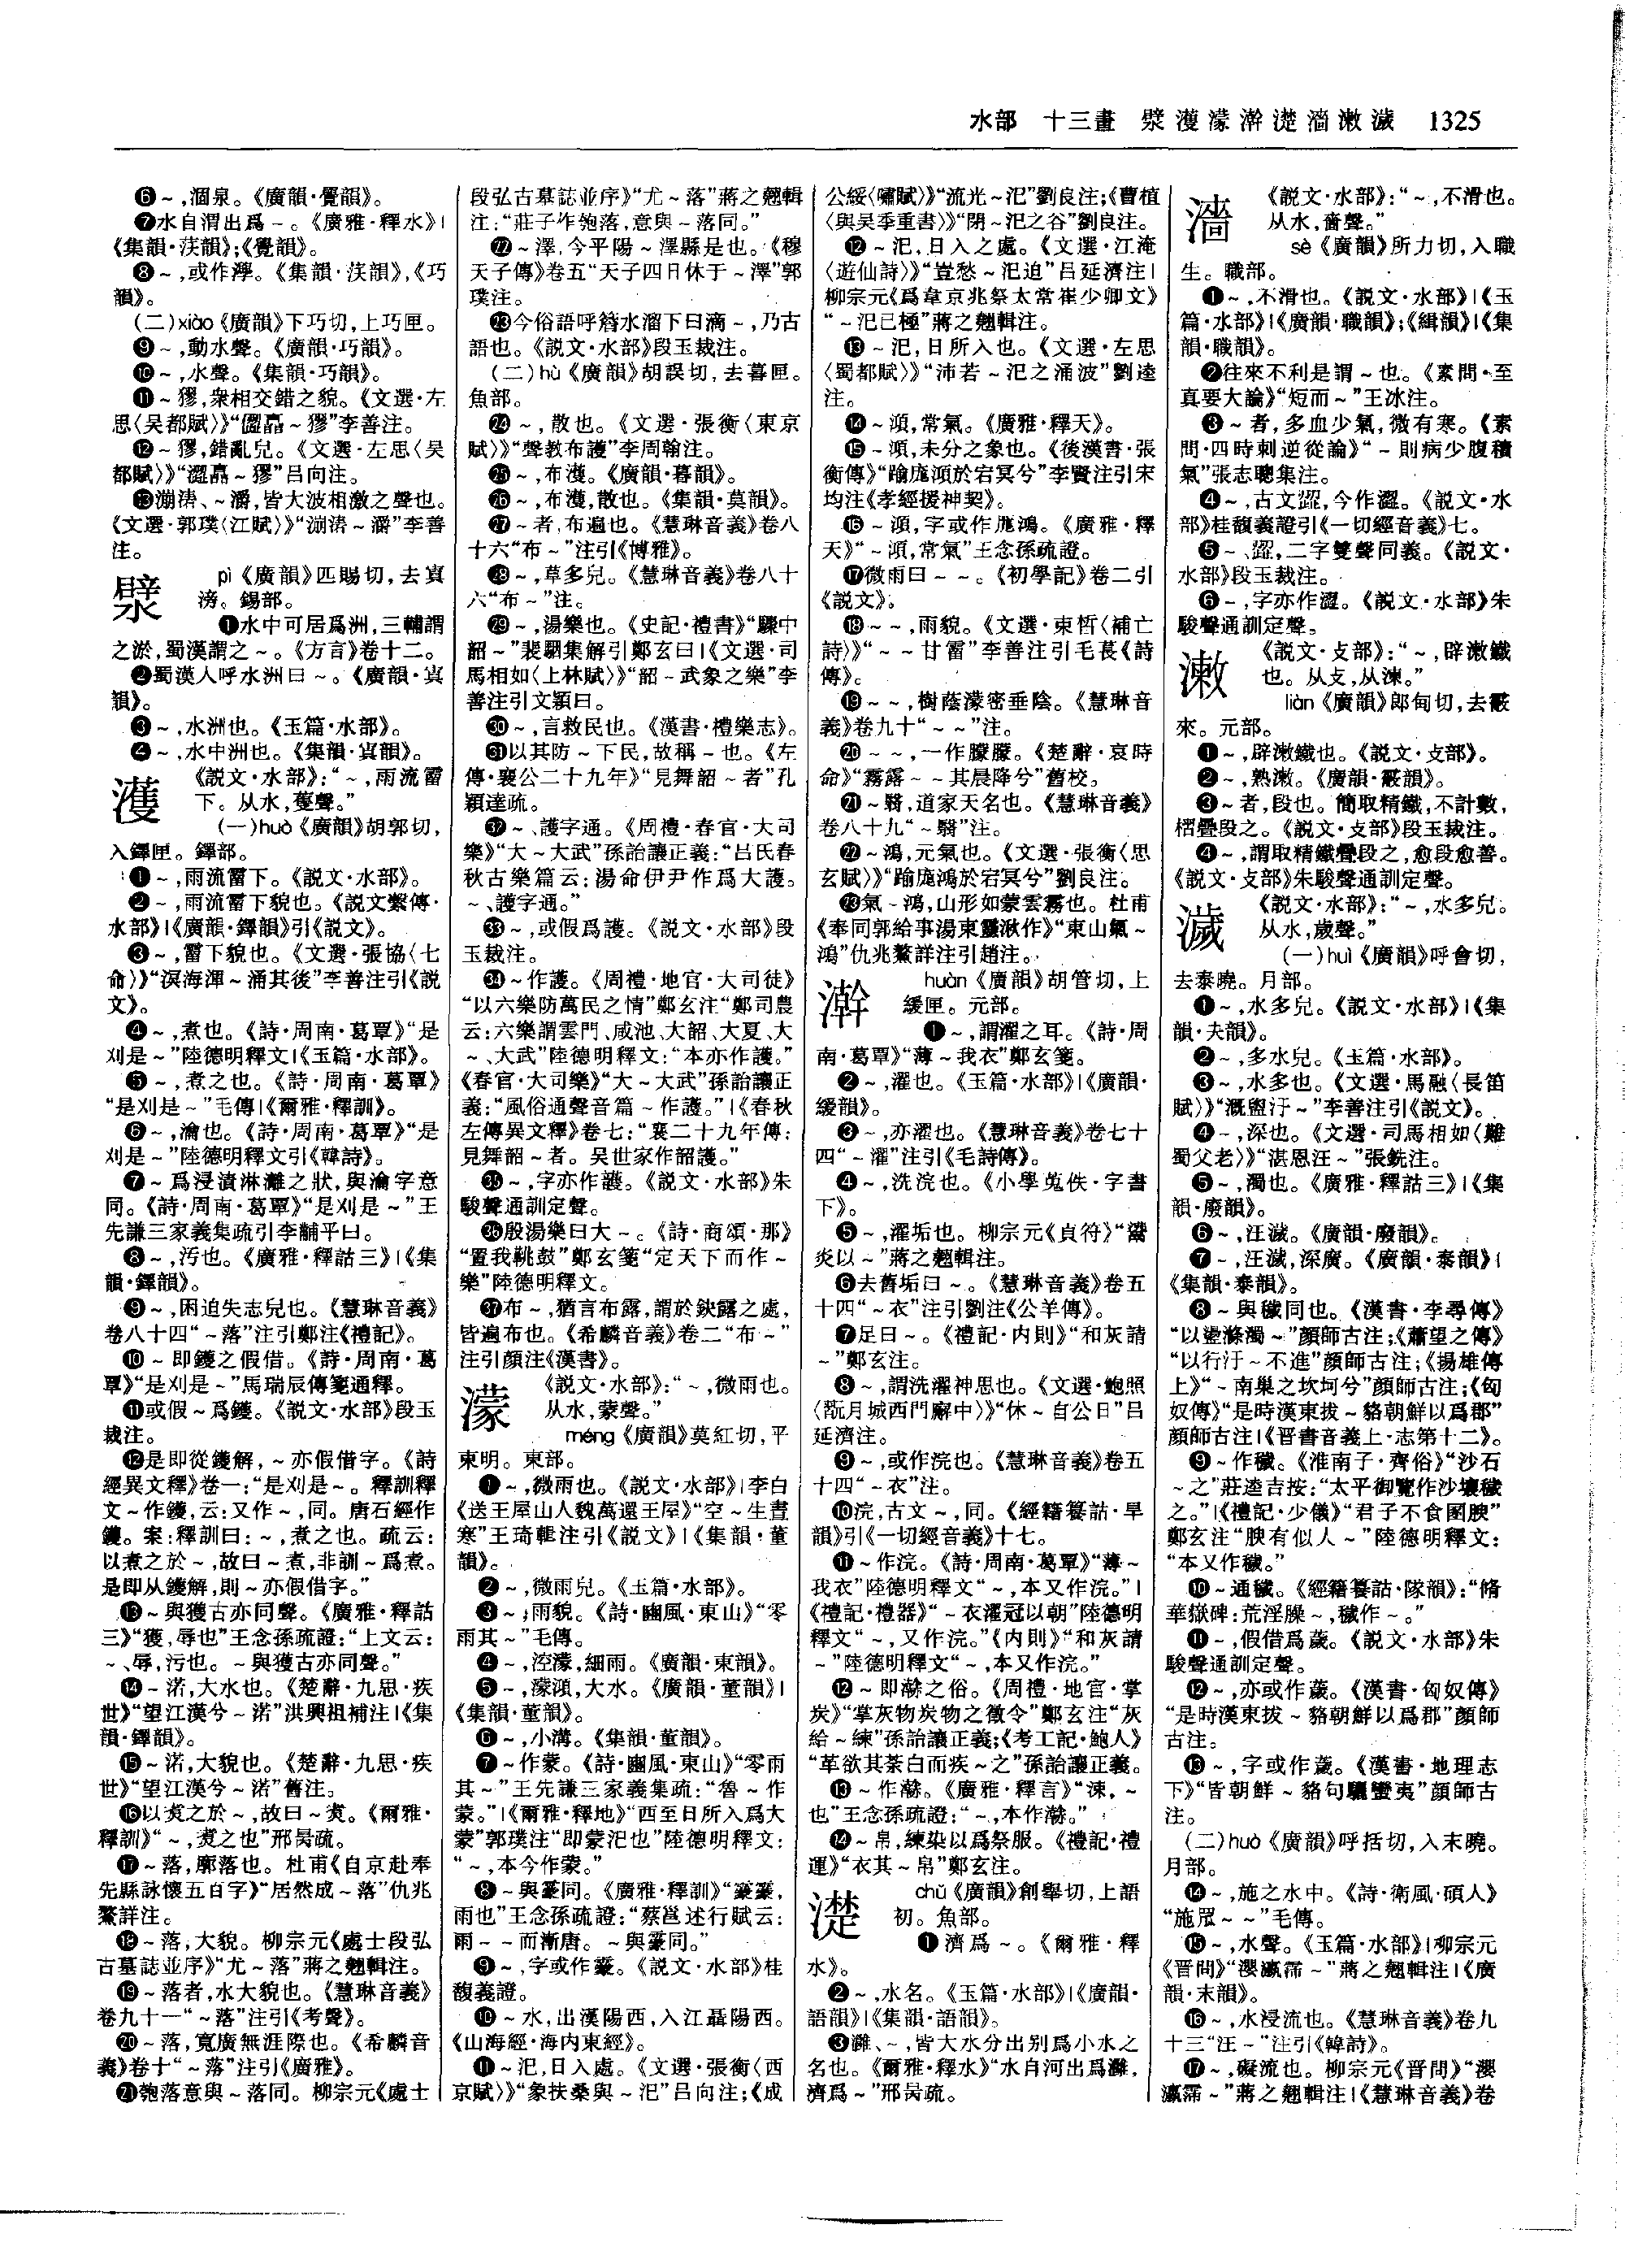 水部 十三畫 澼濩濛澣濋濇潄濊 1325
❻～,涸泉。《廣韻·覺韻》。
❼水自渭出爲～。《廣雅·釋水》|
《集韻·爻韻》;《覺韻》。
❽～,或作漻。《集韻·爻韻》,《巧
韻》。
(二)xiào《廣韻》下巧切,上巧匣。
❾～,動水聲。《廣韻·巧韻》。
❿～,水聲。《集韻·巧韻》。
⓫～㺒,衆相交錯之貌。《文選·左
⓬～㺒,錯亂皃。《文選·左思〈吳
《文選·郭璞〈江賦〉》“漰渀～灂”李善
注。
pì《廣韻》匹賜切,去寘
滂。錫部。
❶水中可居爲洲,三輔謂
之淤,蜀漢謂之～。《方言》卷十二。
❷蜀漢人呼水洲曰～。《廣韻·寘
韻》。
❸～,水洲也。《玉篇·水部》。
❹～,水中洲也。《集韻·寘韻》。
濩
《説文·水部》:“～,雨流霤
下。从水,蒦聲。”
(一)huò《廣韻》胡郭切,
入鐸匣。鐸部。
❶～,雨流霤下。《説文·水部》。
❷～,雨流霤下貌也。《説文繫傳·
水部》|《廣韻·鐸韻》引《説文》。
❸～,霤下貌也。《文選·張協〈七
命〉》“溟海渾～涌其後”李善注引《説
文》。
❹～,煮也。《詩·周南·葛覃》“是
刈是～”陸德明釋文|《玉篇·水部》。
❺～,煮之也。《詩·周南·葛覃》
“是刈是～”毛傳|《爾雅·釋訓》。
❻～,瀹也。《詩·周南·葛覃》“是
刈是～”陸德明釋文引《韓詩》。
❼～爲浸漬淋灕之狀,與瀹字意
同。《詩·周南·葛覃》“是刈是～”王
先謙三家義集疏引李黼平曰。
❽～,汚也。《廣雅·釋詁三》|《集
韻·鐸韻》。
❾～,困迫失志皃也。《慧琳音義》
卷八十四“～落”注引鄭注《禮記》。
❿～即鑊之假借。《詩·周南·葛
覃》“是刈是～”馬瑞辰傳箋通釋。
⓫或假～爲鑊。《説文·水部》段玉
裁注。
⓬是即從鑊解,～亦假借字。《詩
經異文釋》卷一:“是刈是～。釋訓釋
文～作鑊,云:又作～,同。唐石經作
鑊。案:釋訓曰:～,煮之也。疏云:
以煮之於～,故曰～煮,非訓～爲煮。
是即从鑊解,則～亦假借字。”
⓭～與獲古亦同聲。《廣雅·釋詁
三》“獲,辱也”王念孫疏證:“上文云:
～、辱,污也。～與獲古亦同聲。”
⓮～渃,大水也。《楚辭·九思·疾
世》“望江漢兮～渃”洪興祖補注|《集
韻·鐸韻》。
⓯～渃,大貌也。《楚辭·九思·疾
世》“望江漢兮～渃”舊注。
⓰以煑之於～,故曰～煑。《爾雅·
釋訓》“～,煑之也”邢昺疏。
⓱～落,廓落也。杜甫《自京赴奉
先縣詠懷五百字》“居然成～落”仇兆
鰲詳注。
⓲～落,大貌。柳宗元《處士段弘
古墓誌並序》“尤～落”蔣之翹輯注。
⓳～落者,水大貌也。《慧琳音義》
卷九十一“～落”注引《考聲》。
⓴～落,寬廣無涯際也。《希麟音
義》卷十“～落”注引《廣雅》。
㉑瓠落意與～落同。柳宗元《處士
段弘古墓誌並序》“尤～落”蔣之翹輯
注:“莊子作瓠落,意與～落同。”
㉒～澤,今平陽～澤縣是也。《穆
天子傳》卷五“天子四日休于～澤”郭
璞注。
㉓今俗語呼簷水溜下曰滴～,乃古
語也。《説文·水部》段玉裁注。
(二)hù《廣韻》胡誤切,去暮匣。
魚部。
㉔～,散也。《文選·張衡〈東京
賦〉》“聲教布護”李周翰注。
㉕～,布濩。《廣韻·暮韻》。
㉖～,布濩,散也。《集韻·莫韻》。
㉗～者,布遍也。《慧琳音義》卷八
十六“布～”注引《博雅》。
㉘～,草多皃。《慧琳音義》卷八十
六“布～”注。
㉙～,湯樂也。《史記·禮書》“驟中
韶～”裴駰集解引鄭玄曰|《文選·司
馬相如〈上林賦〉》“韶～武象之樂”李
善注引文穎曰。
㉚～,言救民也。《漢書·禮樂志》。
㉛以其防～下民,故稱～也。《左
傳·襄公二十九年》“見舞韶～者”孔
穎達疏。
㉜～、護字通。《周禮·春官·大司
樂》“大～大武”孫詒讓正義:“吕氏春
秋古樂篇云:湯命伊尹作爲大護。
～、護字通。”
㉝～,或假爲護。《説文·水部》段
玉裁注。
㉞～作護。《周禮·地官·大司徒》
“以六樂防萬民之情”鄭玄注“鄭司農
云:六樂謂雲門、咸池、大韶、大夏、大
～、大武”陸德明釋文:“本亦作護。”
《春官·大司樂》“大～大武”孫詒讓正
義:“風俗通聲音篇～作護。”|《春秋
左傳異文釋》卷七:“襄二十九年傳:
見舞韶～者。吳世家作韶護。”
㉟～,字亦作護。《説文·水部》朱
駿聲通訓定聲。
㊱殷湯樂曰大～。《詩·商頌·那》
“置我鞉鼓”鄭玄箋“定天下而作～
樂”陸德明釋文。
㊲布～,猶言布露,謂於鈌露之處,
皆遍布也。《希麟音義》卷二“布～”
注引顔注《漢書》。
濛
《説文·水部》:“～,微雨也。
从水,蒙聲。”
méng《廣韻》莫紅切,平
東明。東部。
❶～,微雨也。《説文·水部》|李白
《送王屋山人魏萬還王屋》“空～生晝
寒”王琦輯注引《説文》|《集韻·董
韻》。
❷～,微雨皃。《玉篇·水部》。
❸～,雨貌。《詩·豳風·東山》“零
雨其～”毛傳。
❹～,涳濛,細雨。《廣韻·東韻》。
❺～,濛澒,大水。《廣韻·董韻》|
《集韻·董韻》。
❻～,小溝。《集韻·董韻》。
❼～作蒙。《詩·豳風·東山》“零雨
其～”王先謙三家義集疏:“魯～作
蒙。”|《爾雅·釋地》“西至日所入爲大
蒙”郭璞注“即蒙汜也”陸德明釋文:
“～,本今作蒙。”
❽～與霥同。《廣雅·釋訓》“霥霥,
雨也”王念孫疏證:“蔡邕述行賦云:
雨～～而漸唐。～與霥同。”
❾～,字或作霥。《説文·水部》桂
馥義證。
❿～水,出漢陽西,入江聶陽西。
《山海經·海内東經》。
⓫～汜,日入處。《文選·張衡〈西
京賦〉》“象扶桑與～汜”吕向注;《成
公綏〈嘯賦〉》“流光～汜”劉良注;《曹植
〈與吴季重書〉》“閉～汜之谷”劉良注。
⓬～汜,日入之處。《文選·江淹
〈遊仙詩〉》“豈愁～汜迫”吕延濟注|
柳宗元《爲韋京兆祭太常崔少卿文》
“～汜已極”蔣之翹輯注。
⓭～汜,日所入也。《文選·左思
〈蜀都賦〉》“沛若～汜之涌波”劉逵
注。
⓮～澒,常氣。《廣雅·釋天》。
⓯～澒,未分之象也。《後漢書·張
衡傳》“踰庬澒於宕冥兮”李賢注引宋
均注《孝經援神契》。
⓰～澒,字或作庬鴻。《廣雅·釋
天》“～澒,常氣”王念孫疏證。
⓱微雨曰～～。《初學記》卷二引
《説文》。
⓲～～,雨貌。《文選·束晳〈補亡
詩〉》“～～甘霤”李善注引毛萇《詩
傳》。
⓳～～,樹蔭濛密垂陰。《慧琳音
義》卷九十“～～”注。
⓴～～,一作朦朦。《楚辭·哀時
命》“霧露～～其晨降兮”舊校。
㉑～翳,道家天名也。《慧琳音義》
卷八十九“～翳”注。
㉒～鴻,元氣也。《文選·張衡〈思
玄賦〉》“踰庬鴻於宕冥兮”劉良注。
㉓氣～鴻,山形如蒙雲霧也。杜甫
《奉同郭給事湯東靈湫作》“東山氣～
鴻”仇兆鰲詳注引趙注。
澣
huàn《廣韻》胡管切,上
緩匣。元部。
❶～,謂濯之耳。《詩·周
南·葛覃》“薄～我衣”鄭玄箋。
❷～,濯也。《玉篇·水部》|《廣韻·
緩韻》。
❸～,亦濯也。《慧琳音義》卷七十
四“～濯”注引《毛詩傳》。
❹～,洗浣也。《小學蒐佚·字書
下》。
❺～,濯垢也。柳宗元《貞符》“鷩
炎以～”蔣之翹輯注。
❻去舊垢曰～。《慧琳音義》卷五
十四“～衣”注引劉注《公羊傳》。
❼足曰～。《禮記·内則》“和灰請
～”鄭玄注。
❽～,謂洗濯神思也。《文選·鮑照
〈翫月城西門廨中〉》“休～自公日”吕
延濟注。
❾～,或作浣也。《慧琳音義》卷五
十四“～衣”注。
❿浣,古文～,同。《經籍籑詁·旱
韻》引《一切經音義》十七。
⓫～作浣。《詩·周南·葛覃》“薄～
我衣”陸德明釋文“～,本又作浣。”|
《禮記·禮器》“～衣濯冠以朝”陸德明
釋文“～,又作浣。”《内則》“和灰請
～”陸德明釋文“～,本又作浣。”
⓬～即㶕之俗。《周禮·地官·掌
炭》“掌灰物炭物之徵令”鄭玄注“灰
給～練”孫詒讓正義;《考工記·鮑人》
“革欲其荼白而疾～之”孫詒讓正義。
⓭～作㶕。《廣雅·釋言》“涑,～
也”王念孫疏證:“～,本作㶕。”
⓮～帛,練染以爲祭服。《禮記·禮
運》“衣其～帛”鄭玄注。
濋
chǔ《廣韻》創舉切,上語
初。魚部。
❶濟爲～。《爾雅·釋
水》。
❷～,水名。《玉篇·水部》|《廣韻·
語韻》|《集韻·語韻》。
❸灉、～,皆大水分出别爲小水之
名也。《爾雅·釋水》“水自河出爲灉,
濟爲～”邢昺疏。
濇
《説文·水部》:“～,不滑也。
从水,嗇聲。”
sè《廣韻》所力切,入職
生。職部。
❶～,不滑也。《説文·水部》|《玉
篇·水部》|《廣韻·職韻》;《緝韻》|《集
韻·職韻》。
❷往來不利是謂～也。《素問·至
真要大論》“短而～”王冰注。
❸～者,多血少氣,微有寒。《素
問·四時刺逆從論》“～則病少腹積
氣”張志聰集注。
❹～,古文澀,今作澁。《説文·水
部》桂馥義證引《一切經音義》七。
❺～、澀,二字雙聲同義。《説文·
水部》段玉裁注。
❻～,字亦作澀。《説文·水部》朱
駿聲通訓定聲。
潄
《説文·攴部》:“～,辟潄鐵
也。从攴,从湅。”
liàn《廣韻》郎甸切,去霰
來。元部。
❶～,辟潄鐵也。《説文·攴部》。
❷～,熟潄。《廣韻·霰韻》。
❸～者,段也。簡取精鐵,不計數,
摺疊段之。《説文·攴部》段玉裁注。
❹～,謂取精鐵疊段之,愈段愈善。
《説文·攴部》朱駿聲通訓定聲。
濊
《説文·水部》:“～,水多皃。
从水,歲聲。”
(一)huì《廣韻》呼會切,
去泰曉。月部。
❶～,水多皃。《説文·水部》|《集
韻·夬韻》。
❷～,多水皃。《玉篇·水部》。
❸～,水多也。《文選·馬融〈長笛
賦〉》“溉盥汙～”李善注引《説文》。
❹～,深也。《文選·司馬相如〈難
蜀父老〉》“湛恩汪～”張銑注。
❺～,濁也。《廣雅·釋詁三》|《集
韻·廢韻》。
❻～,汪濊。《廣韻·廢韻》。
❼～,汪濊,深廣。《廣韻·泰韻》|
《集韻·泰韻》。
❽～與穢同也。《漢書·李尋傳》
“以盪滌濁～”顔師古注;《蕭望之傳》
“以行汙～不進”顔師古注;《揚雄傳
上》“～南巢之坎坷兮”顔師古注;《匈
奴傳》“是時漢東拔～貉朝鮮以爲郡”
顔師古注|《晉書音義上·志第十二》。
❾～作穢。《淮南子·齊俗》“沙石
～之”莊逵吉按:“太平御覽作沙壤穢
之。”|《禮記·少儀》“君子不食圂腴”
鄭玄注“腴有似人～”陸德明釋文:
“本又作穢。”
❿～通穢。《經籍籑詁·隊韻》:“脩
華嶽碑:荒淫臊～,穢作～。”
⓫～,假借爲薉。《説文·水部》朱
駿聲通訓定聲。
⓬～,亦或作薉。《漢書·匈奴傳》
“是時漢東拔～貉朝鮮以爲郡”顔師
古注。
⓭～,字或作薉。《漢書·地理志
下》“皆朝鮮～貉句驪蠻夷”顔師古
注。
(二)huò《廣韻》呼括切,入末曉。
月部。
⓮～,施之水中。《詩·衛風·碩人》
“施罛～～”毛傳。
⓯～,水聲。《玉篇·水部》|柳宗元
《晉問》“㵾瀛霈～”蔣之翹輯注|《廣
韻·末韻》。
⓰～,水浸流也。《慧琳音義》卷九
十三“汪～”注引《韓詩》。
⓱～,礙流也。柳宗元《晉問》“㵾
瀛霈～”蔣之翹輯注|《慧琳音義》卷